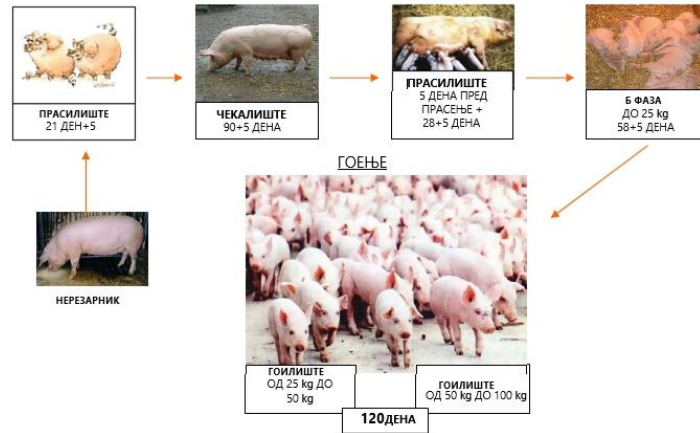 ПРАСИЛИШТЕ
21 ДЕН+5
ЧЕКАЛИШТЕ
90+5 ДЕНА
ПРАСИЛИШТЕ
5 ДЕНА ПРЕД
ПРАСЕЊЕ +
28+5 ДЕНА
Б ФАЗА
ДО 25 kg
58+5 ДЕНА
ГОЕЊЕ
НЕРЕЗАРНИК
ГОИЛИШТЕ
ОД 25 kg ДО
50 kg
ГОИЛИШТЕ
ОД 50 kg ДО 100 kg
120ДЕНА